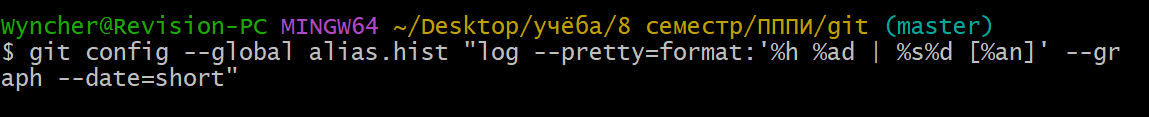 Wyncher@Revision-PC MINGW64 ~/Desktop/учёба/8 семестр/ПППИ/git (master)
$ git config --global alias.hist "log --pretty=format:'%h %ad | %s%d [%an]' --gr
aph --date=short"